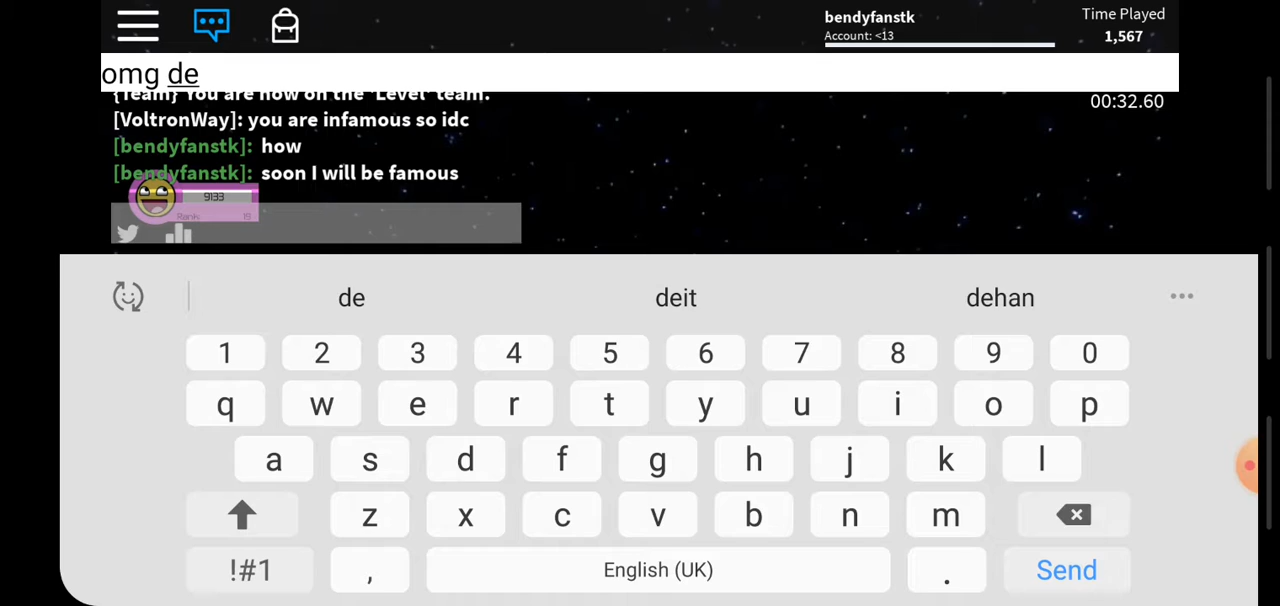 bendyfanstk
Account: <13
Time Played
1,567
omg de
{Team} You are now on the 'Level' team.
00:32.60
[VoltronWay]: you are infamous so idc
[bendyfanstk]: how
[bendyfanstk]: soon I will be famous
9133
Rank: 19
de deit dehan
1 2 3 4 5 6 7 8 9 0
q w e r t y u i o p
a s d f g h j k l
z x c v b n m
!#1 , English (UK) . Send